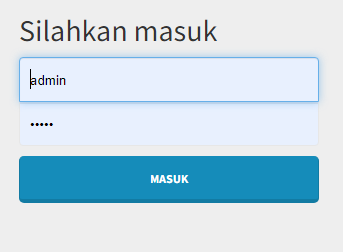 Silahkan masuk
admin
•••••
MASUK